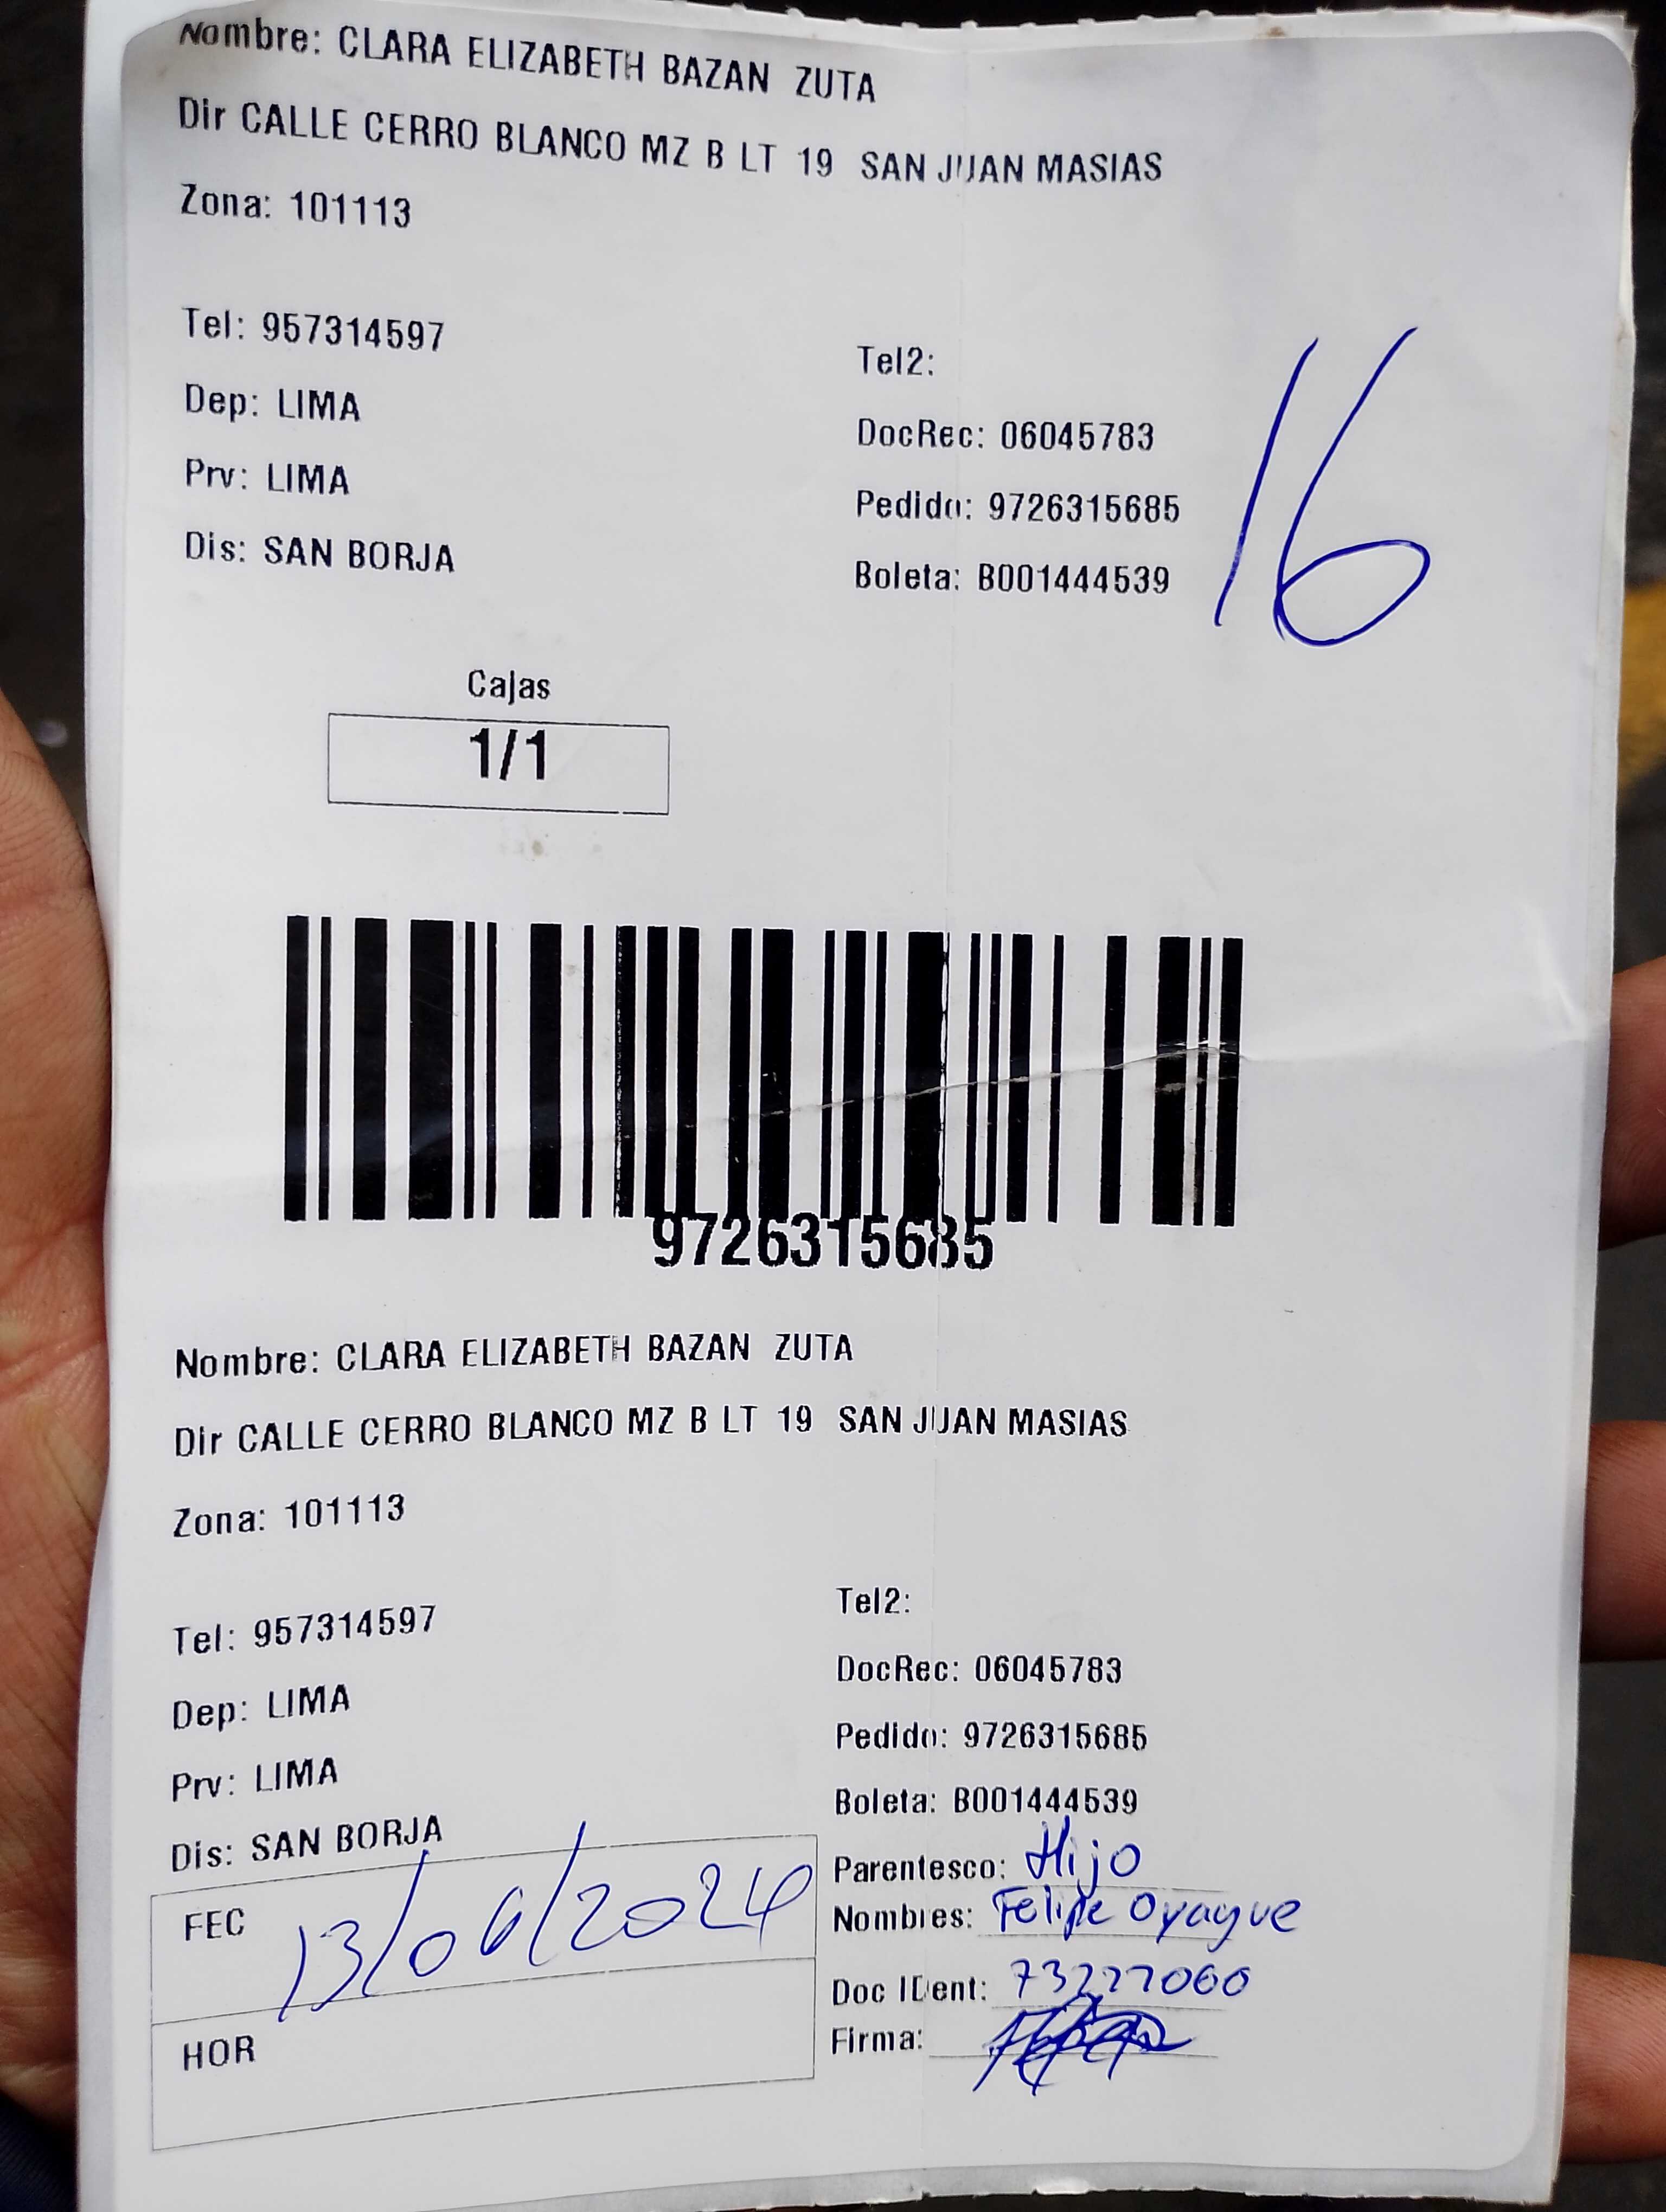 Nombre: CLARA ELIZABETH BAZAN ZUTA
Dir CALLE CERRO BLANCO MZ B LT 19 SAN JUAN MASIAS
Zona: 101113
Tel: 957314597
Tel2:
Dep: LIMA
DocRec: 06045783
Prv: LIMA
Pedido: 9726315685
Dis: SAN BORJA
Boleta: B001444539
16
Cajas
1/1
9726315685
Nombre: CLARA ELIZABETH BAZAN ZUTA
Dir CALLE CERRO BLANCO MZ B LT 19 SAN JUAN MASIAS
Zona: 101113
Tel2:
Tel: 957314597
DocRec: 06045783
Dep: LIMA
Pedido: 9726315685
Prv: LIMA
Boleta: B001444539
Dis: SAN BORJA
Parentesco: Hijo
FEC 13/06/2024
Nombres: Felipe Oyague
Doc IDent: 73227060
HOR
Firma: